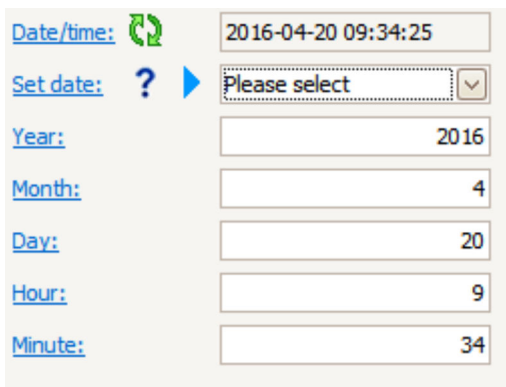 Date/time: 2016-04-20 09:34:25
Set date: ? Please select
Year: 2016
Month: 4
Day: 20
Hour: 9
Minute: 34